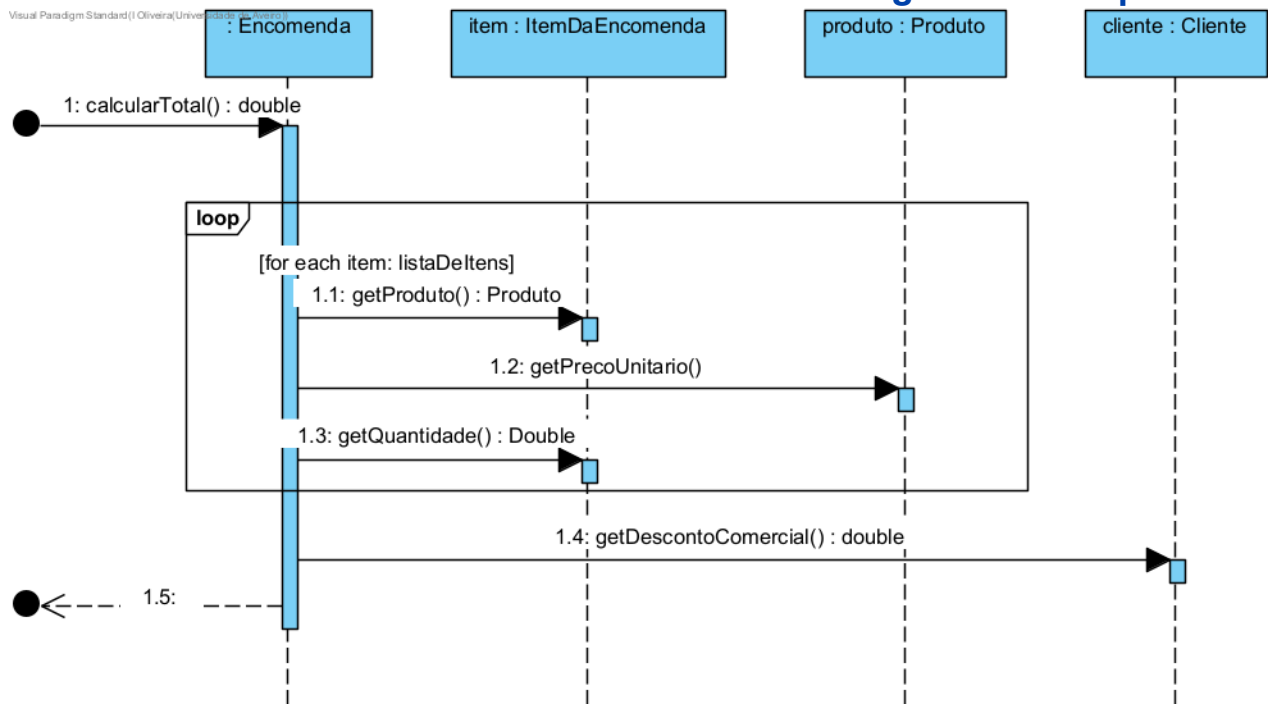 Visual Paradigm Standard(I Oliveira(Universidade de Aveiro))
: Encomenda
item : ItemDaEncomenda
produto : Produto
cliente : Cliente
1: calcularTotal() : double
loop
[for each item: listaDeItens]
1.1: getProduto() : Produto
1.2: getPrecoUnitario()
1.3: getQuantidade() : Double
1.4: getDescontoComercial() : double
1.5: